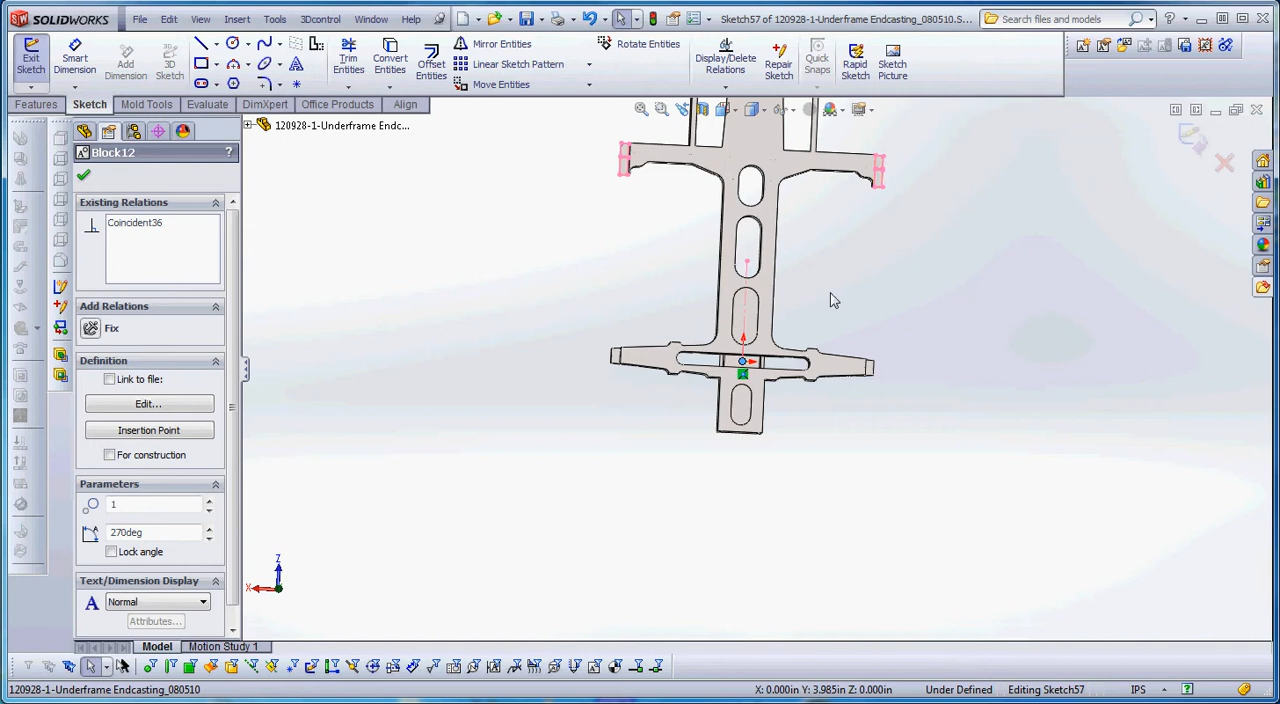 SOLIDWORKS File Edit View Insert Tools 3Dcontrol Window Help Sketch57 of 120928-1-Underframe Endcasting_080510.S... Search files and models
Exit Sketch
Smart Dimension
Add Dimension
3D Sketch
Trim Entities
Convert Entities
Offset Entities
Mirror Entities
Linear Sketch Pattern
Move Entities
Rotate Entities
Display/Delete Relations
Repair Sketch
Quick Snaps
Rapid Sketch
Sketch Picture
Features Sketch Mold Tools Evaluate DimXpert Office Products Align
120928-1-Underframe Endc...
Block12 ?
Existing Relations
Coincident36
Add Relations
Fix
Definition
Link to file:
Edit...
Insertion Point
For construction
Parameters
1
270deg
Lock angle
Text/Dimension Display
Normal
Attributes...
Z
X
Model Motion Study 1
120928-1-Underframe Endcasting_080510 X: 0.000in Y: 3.985in Z: 0.000in Under Defined Editing Sketch57 IPS ?